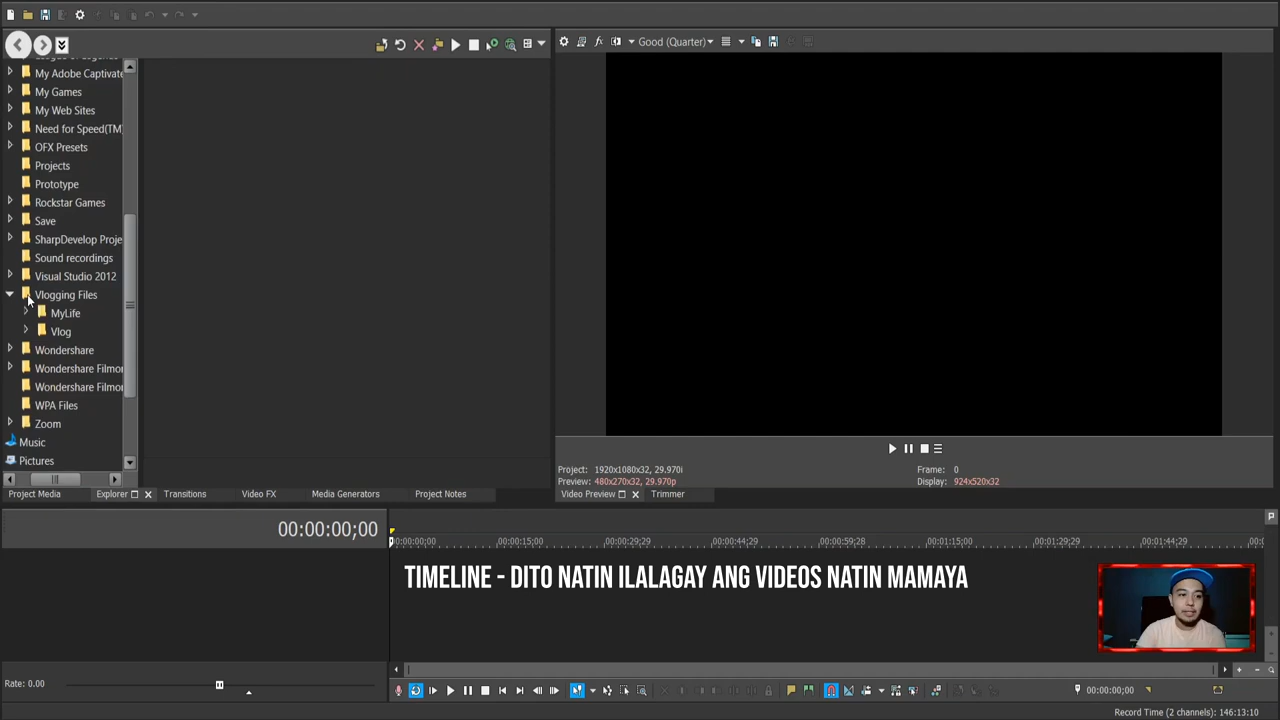 Good (Quarter)
My Adobe Captivate
My Games
My Web Sites
Need for Speed(TM)
OFX Presets
Projects
Prototype
Rockstar Games
Save
SharpDevelop Proje
Sound recordings
Visual Studio 2012
Vlogging Files
MyLife
Vlog
Wondershare
Wondershare Filmor
Wondershare Filmor
WPA Files
Zoom
Music
Pictures
Project: 1920x1080x32, 29.970i
Frame: 0
Preview: 480x270x32, 29.970p
Display: 924x520x32
Project Media
Explorer
Transitions
Video FX
Media Generators
Project Notes
Video Preview
Trimmer
00:00:00;00
00:00:00;00
00:00:15;00
00:00:29;29
00:00:44;29
00:00:59;28
00:01:15;00
00:01:29;29
00:01:44;29
TIMELINE - DITO NATIN ILALAGAY ANG VIDEOS NATIN MAMAYA
Rate: 0.00
00:00:00;00
Record Time (2 channels): 146:13:10